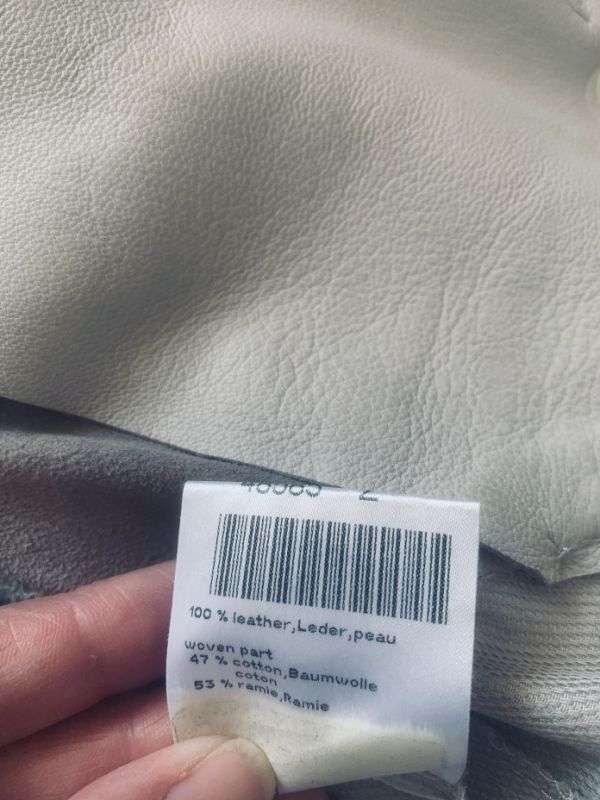 100 % leather,Leder,peau
woven part
47 % cotton,Baumwolle
coton
53 % ramie,Ramie